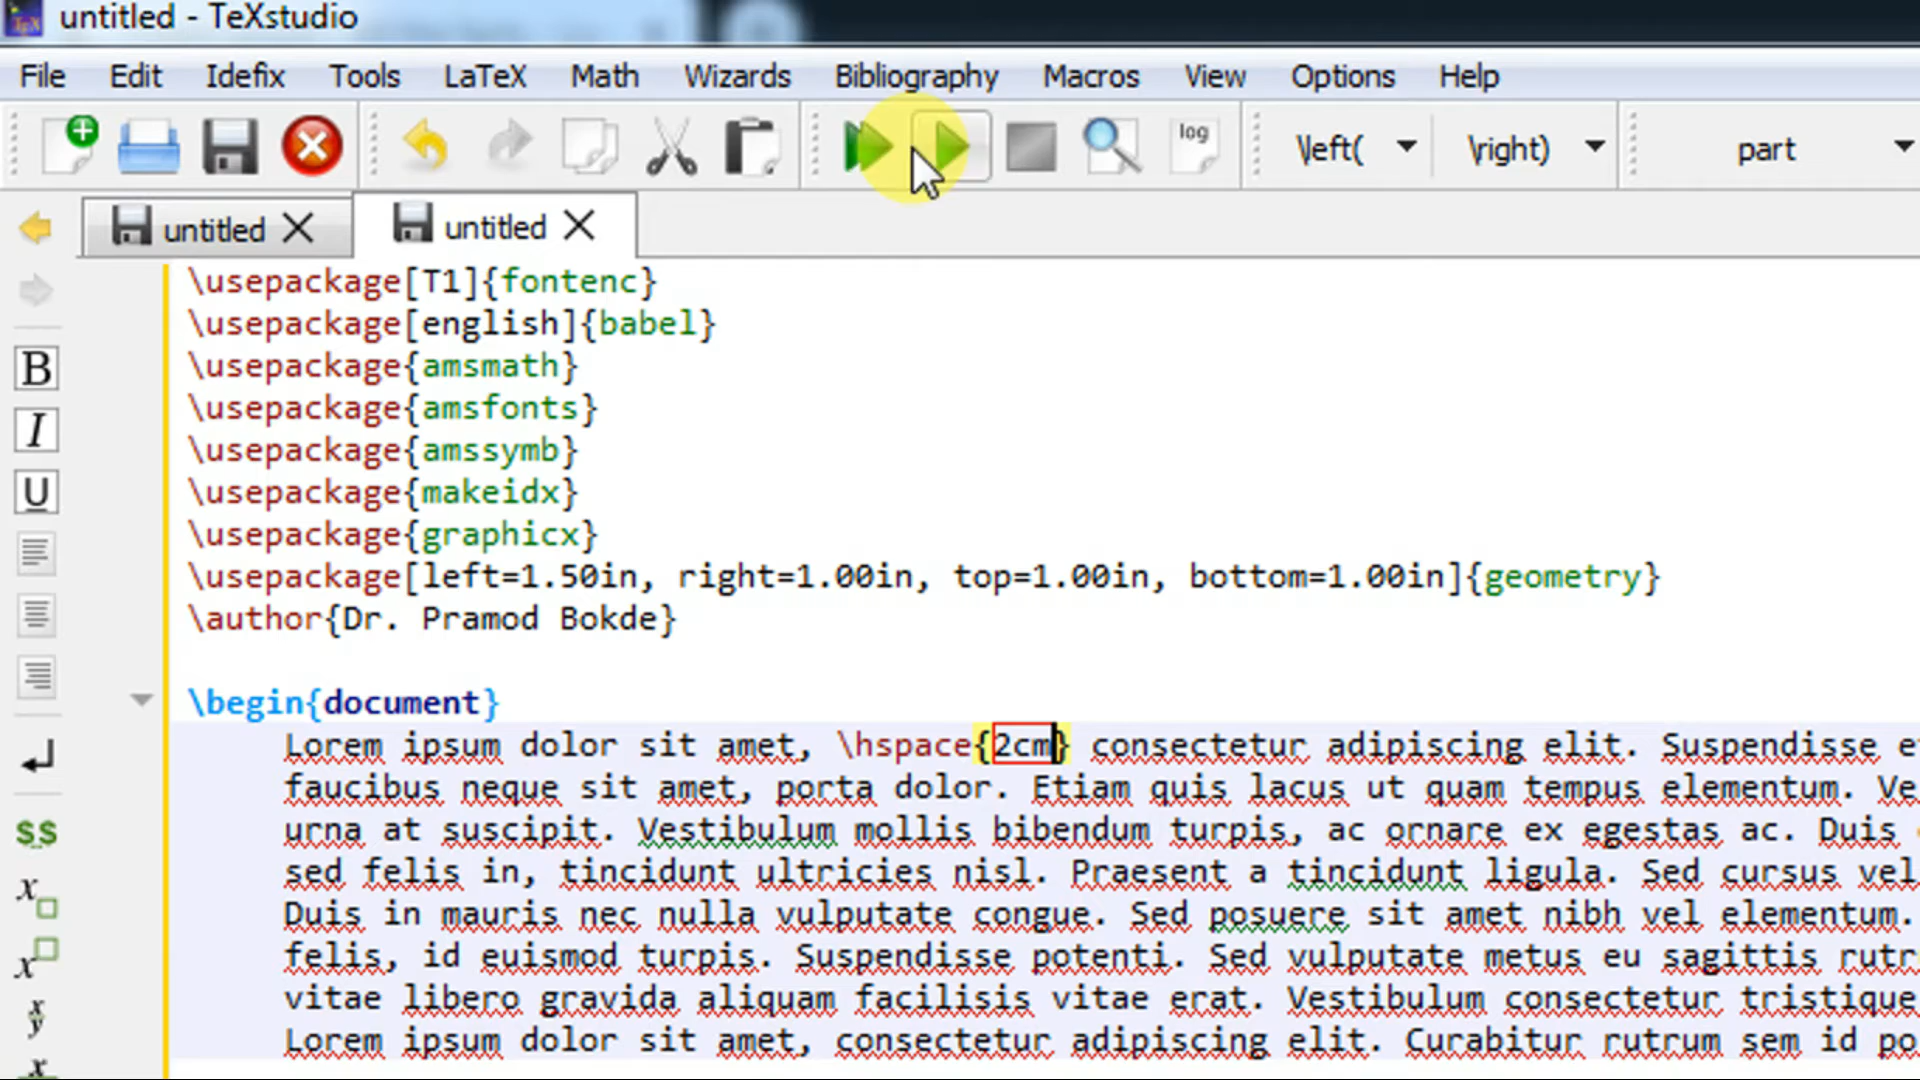 untitled - TeXstudio
File Edit Idefix Tools LaTeX Math Wizards Bibliography Macros View Options Help
log \left( \right) part
untitled untitled
\usepackage[T1]{fontenc}
\usepackage[english]{babel}
\usepackage{amsmath}
\usepackage{amsfonts}
\usepackage{amssymb}
\usepackage{makeidx}
\usepackage{graphicx}
\usepackage[left=1.50in, right=1.00in, top=1.00in, bottom=1.00in]{geometry}
\author{Dr. Pramod Bokde}
\begin{document}
Lorem ipsum dolor sit amet, \hspace{2cm} consectetur adipiscing elit. Suspendisse
faucibus neque sit amet, porta dolor. Etiam quis lacus ut quam tempus elementum.
urna at suscipit. Vestibulum mollis bibendum turpis, ac ornare ex egestas ac. Duis
sed felis in, tincidunt ultricies nisl. Praesent a tincidunt ligula. Sed cursus vel
Duis in mauris nec nulla vulputate congue. Sed posuere sit amet nibh vel elementum.
felis, id euismod turpis. Suspendisse potenti. Sed vulputate metus eu sagittis
vitae libero gravida aliquam facilisis vitae erat. Vestibulum consectetur tristique
Lorem ipsum dolor sit amet, consectetur adipiscing elit. Curabitur rutrum sem id
B
I
U
$$
x
x
x
y
x